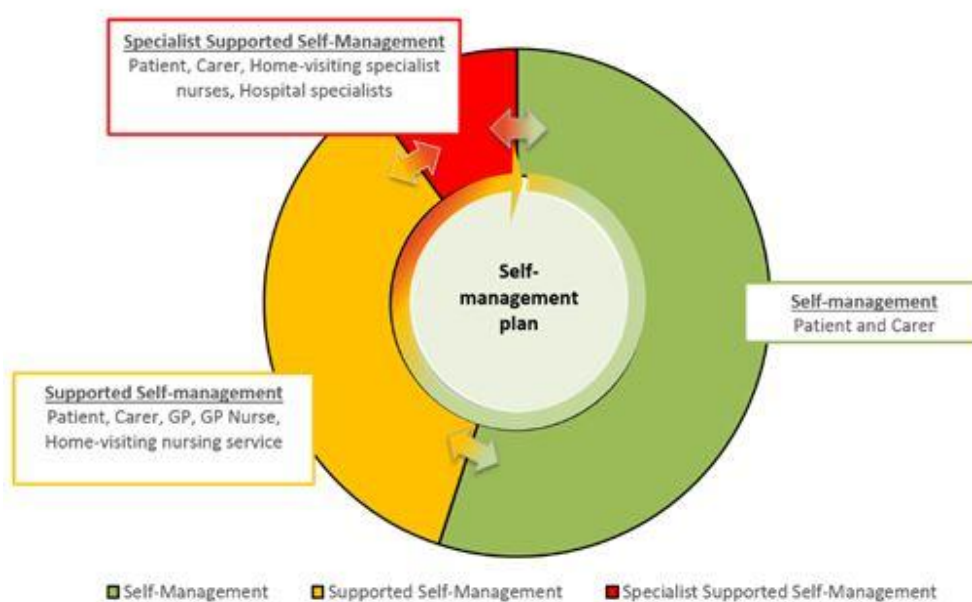 Specialist Supported Self-Management
Patient, Carer, Home-visiting specialist
nurses, Hospital specialists
Self-
management
plan
Self-management
Patient and Carer
Supported Self-management
Patient, Carer, GP, GP Nurse,
Home-visiting nursing service
Self-Management
Supported Self-Management
Specialist Supported Self-Management